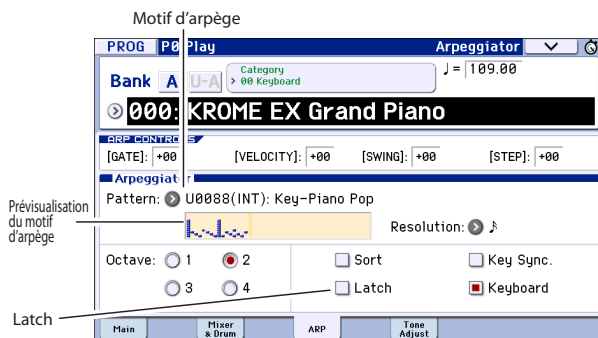 Motif d'arpège
PROG P0 Play Arpeggiator
Bank A U-A Category 00 Keyboard ♩= 109.00
000: KROME EX Grand Piano
ARP CONTROLS
[GATE]: +00 [VELOCITY]: +00 [SWING]: +00 [STEP]: +00
Arpeggiator
Pattern: U0088(INT): Key-Piano Pop
Prévisualisation
du motif
d'arpège
Resolution: ♪
Octave: 1 2 Sort Key Sync.
3 4 Latch Keyboard
Latch
Main Mixer & Drum ARP Tone Adjust